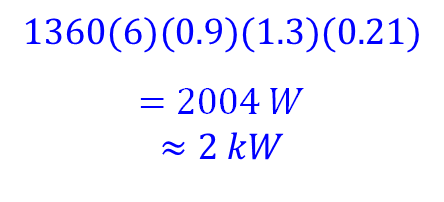 1360(6)(0.9)(1.3)(0.21)
= 2004 W
≈ 2 kW